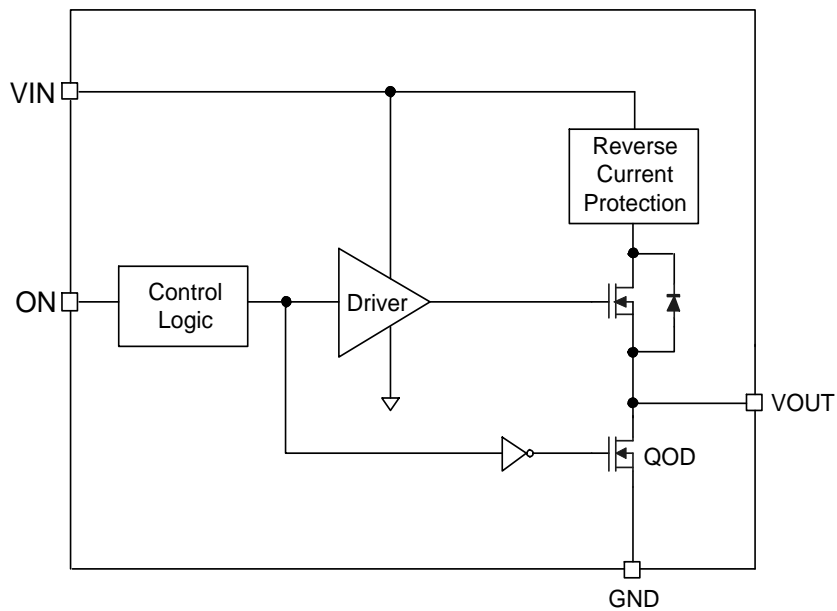 VIN
Reverse
Current
Protection
ON
Control
Logic
Driver
VOUT
QOD
GND